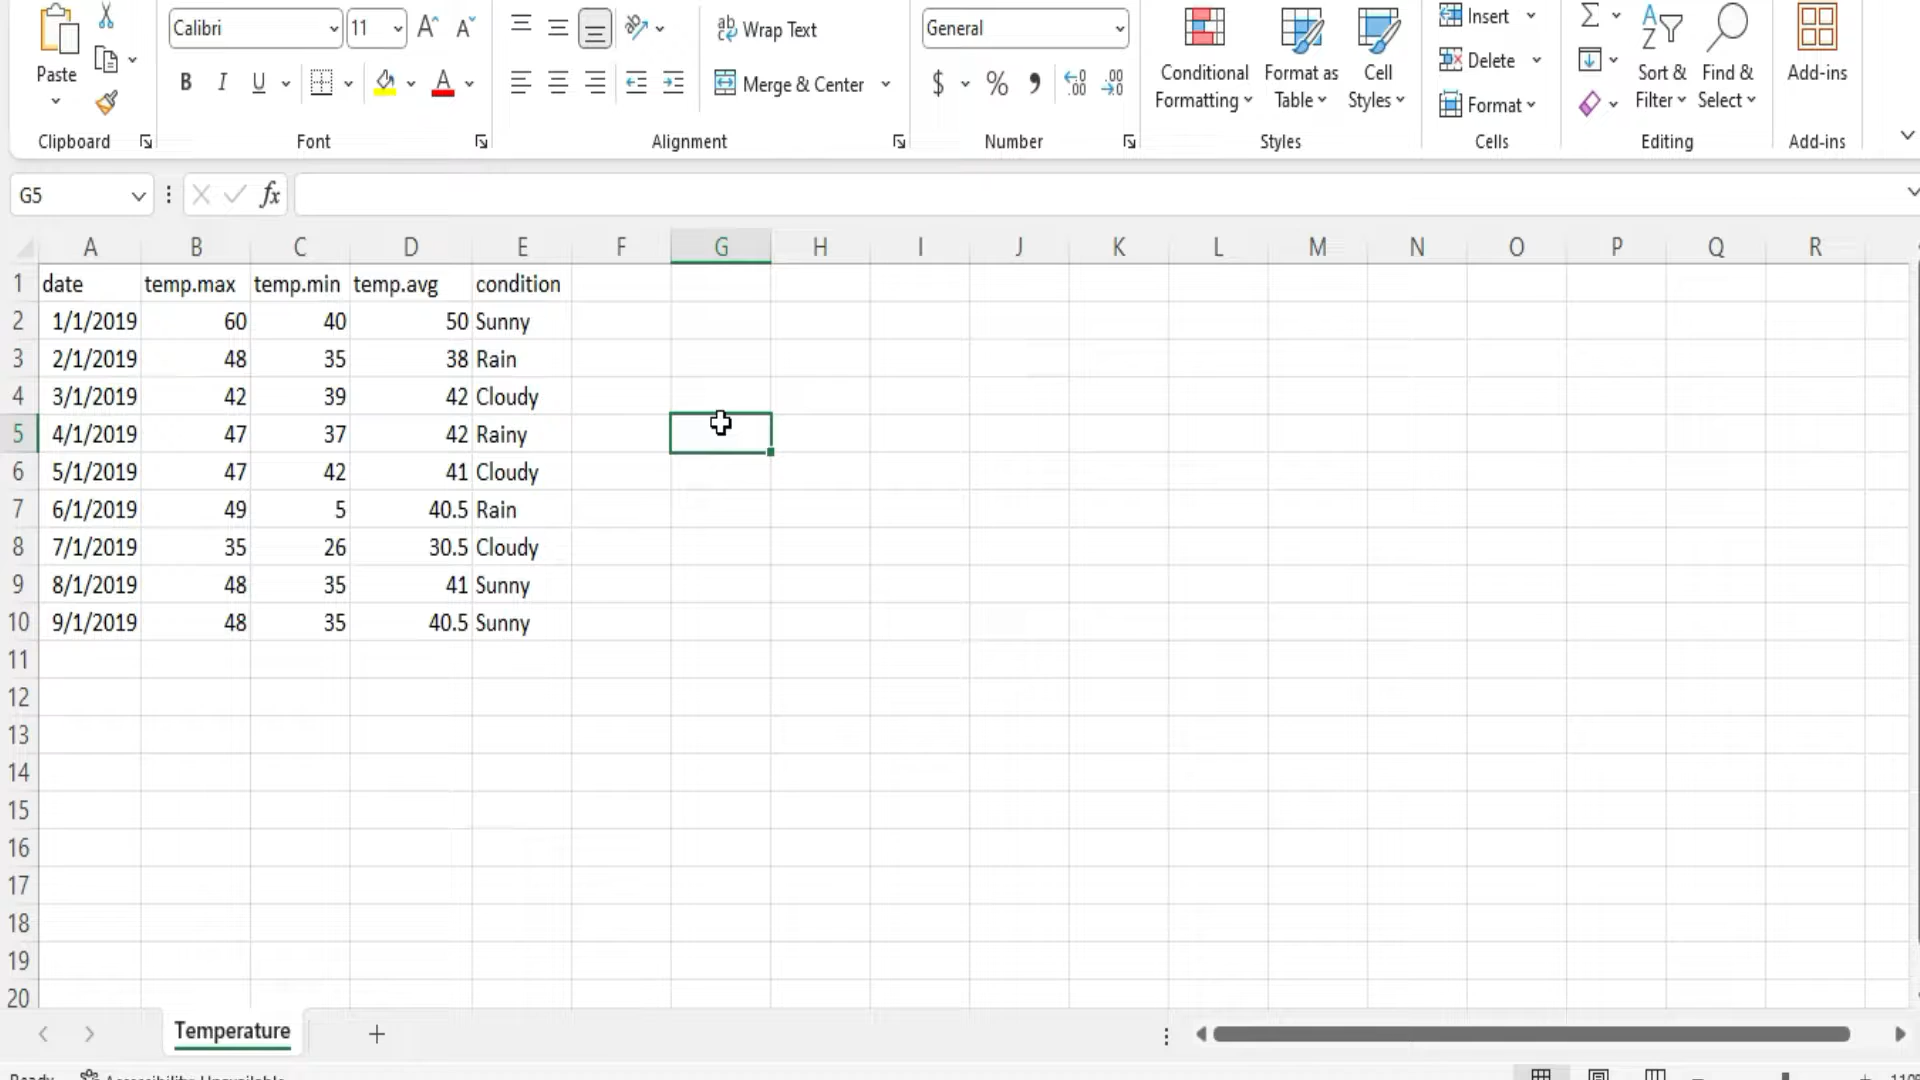 Calibri 11 Wrap Text General Insert
Paste Conditional Formatting Format as Table Cell Styles Delete Sort & Filter Find & Select Add-ins
B I U Merge & Center $ % Format
Clipboard Font Alignment Number Styles Cells Editing Add-ins
G5 fx
A B C D E F G H I J K L M N O P Q R
1 date temp.max temp.min temp.avg condition
2 1/1/2019 60 40 50 Sunny
3 2/1/2019 48 35 38 Rain
4 3/1/2019 42 39 42 Cloudy
5 4/1/2019 47 37 42 Rainy
6 5/1/2019 47 42 41 Cloudy
7 6/1/2019 49 5 40.5 Rain
8 7/1/2019 35 26 30.5 Cloudy
9 8/1/2019 48 35 41 Sunny
10 9/1/2019 48 35 40.5 Sunny
11
12
13
14
15
16
17
18
19
20
Temperature